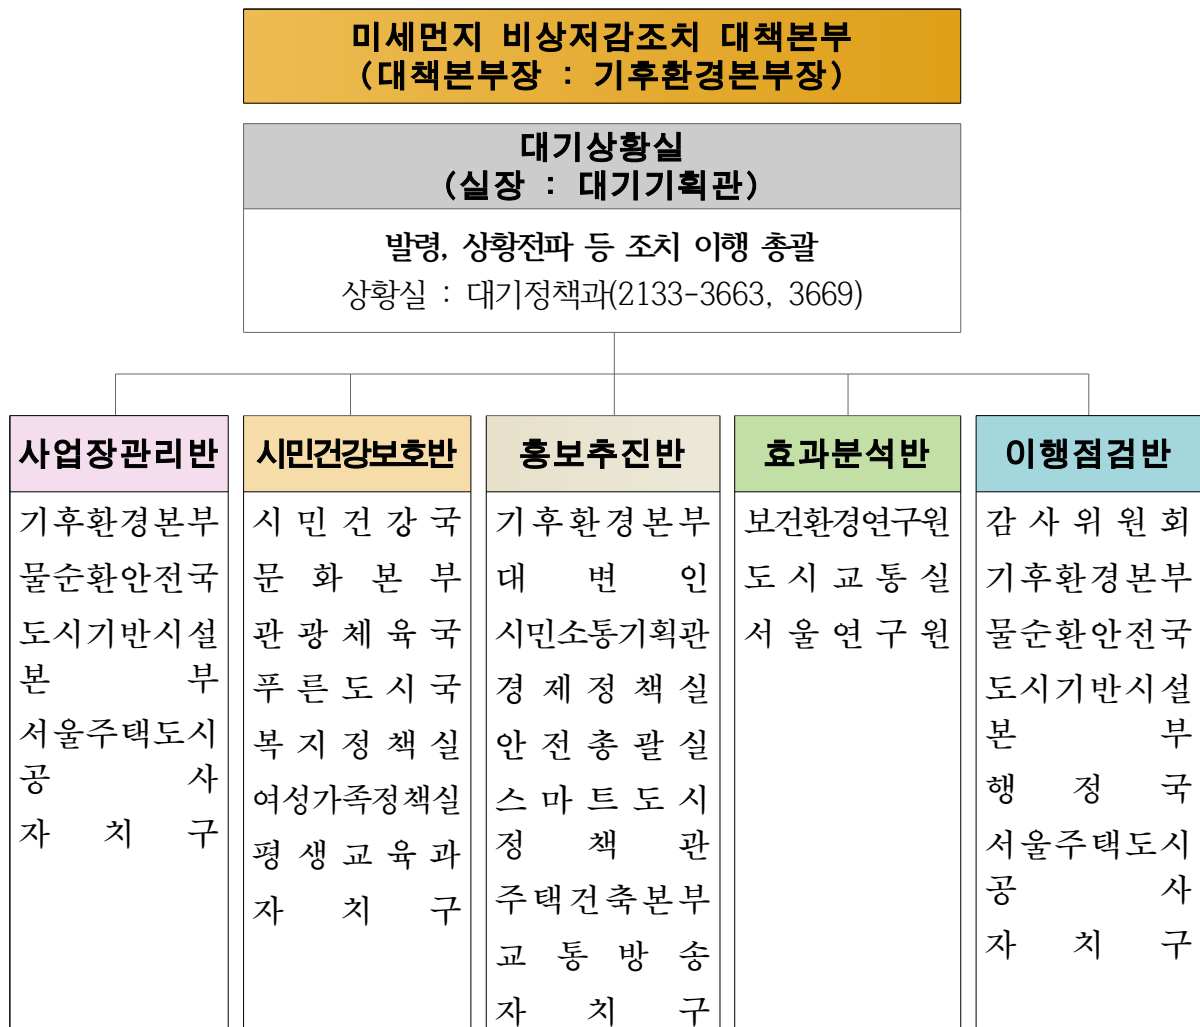 미세먼지 비상저감조치 대책본부
(대책본부장 : 기후환경본부장)
대기상황실
(실장 : 대기기획관)
발령, 상황전파 등 조치 이행 총괄
상황실 : 대기정책과(2133-3663, 3669)
사업장관리반
기후환경본부
물순환안전국
도시기반시설
본 부
서울주택도시
공 사
자 치 구
시민건강보호반
시 민 건 강 국
문 화 본 부
관 광 체 육 국
푸 른 도 시 국
복 지 정 책 실
여성가족정책실
평 생 교 육 과
자 치 구
홍보추진반
기후환경본부
대 변 인
시민소통기획관
경 제 정 책 실
안 전 총 괄 실
스 마 트 도 시
정 책 관
주택건축본부
교 통 방 송
자 치 구
효과분석반
보건환경연구원
도 시 교 통 실
서 울 연 구 원
이행점검반
감 사 위 원 회
기후환경본부
물순환안전국
도시기반시설
본 부
행 정 국
서울주택도시
공 사
자 치 구